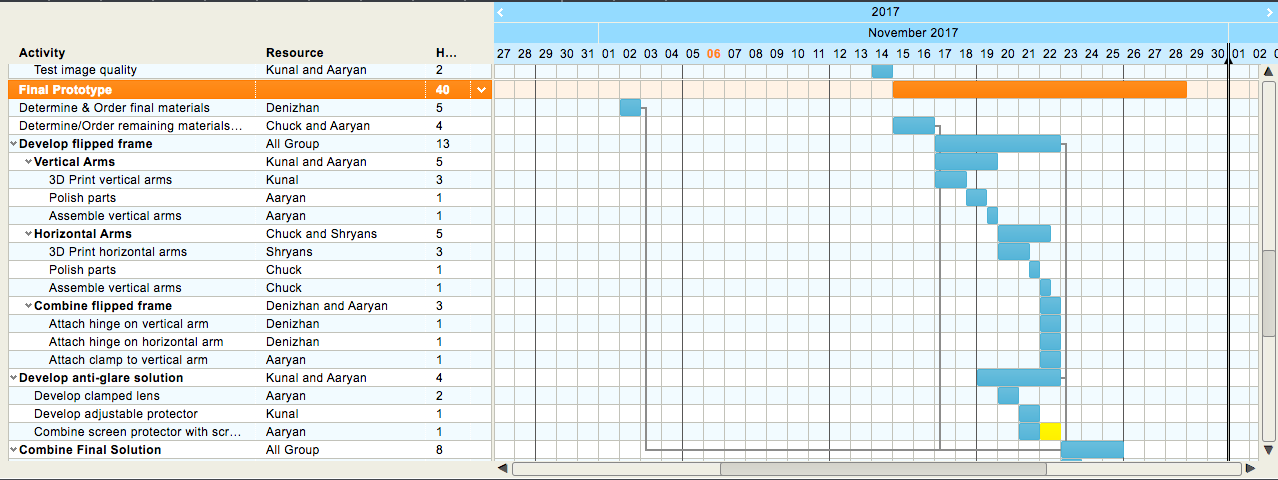 2017
November 2017
Activity Resource H...
27 28 29 30 31 01 02 03 04 05 06 07 08 09 10 11 12 13 14 15 16 17 18 19 20 21 22 23 24 25 26 27 28 29 30 01 02
Test image quality Kunal and Aaryan 2
Final Prototype 40
Determine & Order final materials Denizhan 5
Determine/Order remaining materials... Chuck and Aaryan 4
Develop flipped frame All Group 13
Vertical Arms Kunal and Aaryan 5
3D Print vertical arms Kunal 3
Polish parts Aaryan 1
Assemble vertical arms Aaryan 1
Horizontal Arms Chuck and Shryans 5
3D Print horizontal arms Shryans 3
Polish parts Chuck 1
Assemble vertical arms Chuck 1
Combine flipped frame Denizhan and Aaryan 3
Attach hinge on vertical arm Denizhan 1
Attach hinge on horizontal arm Denizhan 1
Attach clamp to vertical arm Aaryan 1
Develop anti-glare solution Kunal and Aaryan 4
Develop clamped lens Aaryan 2
Develop adjustable protector Kunal 1
Combine screen protector with scr... Aaryan 1
Combine Final Solution All Group 8